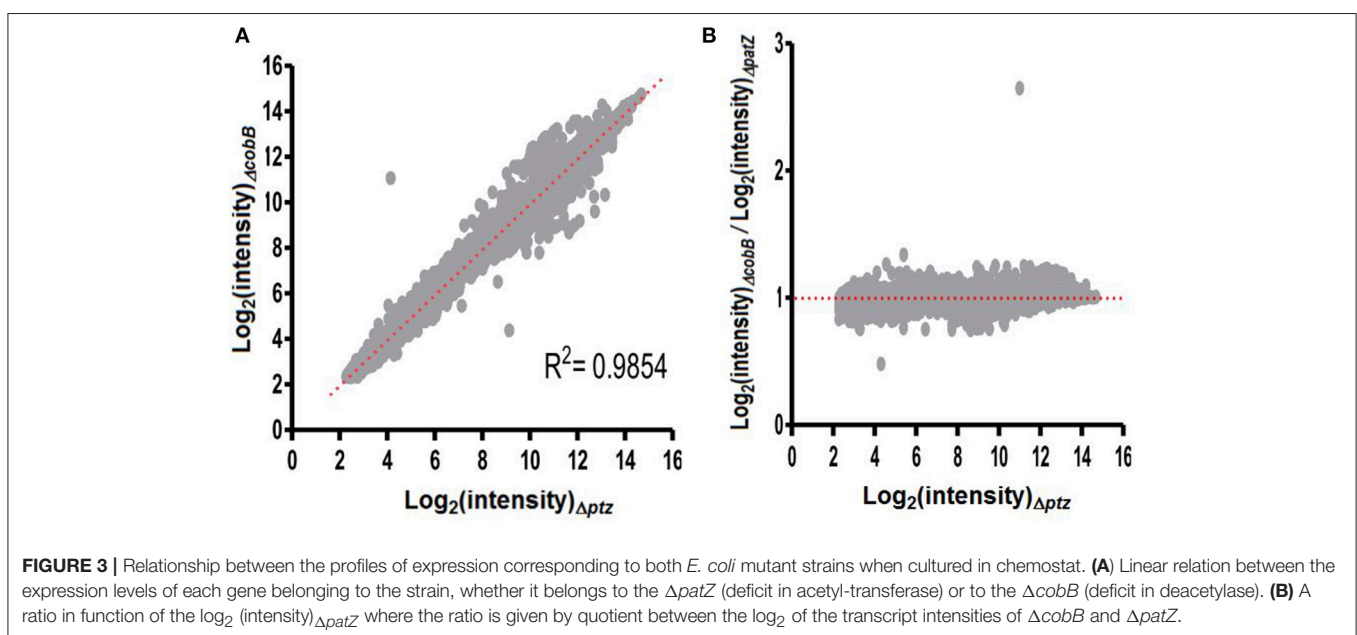 A
Log₂(intensity)ΔcobB
16
14
12
10
8
6
4
2
0
R²= 0.9854
0 2 4 6 8 10 12 14 16
Log₂(intensity)Δptz
B
Log₂(intensity)ΔcobB / Log₂(intensity)ΔpatZ
3
2
1
0
0 2 4 6 8 10 12 14 16
Log₂(intensity)Δptz
FIGURE 3 | Relationship between the profiles of expression corresponding to both E. coli mutant strains when cultured in chemostat. (A) Linear relation between the
expression levels of each gene belonging to the strain, whether it belongs to the ΔpatZ (deficit in acetyl-transferase) or to the ΔcobB (deficit in deacetylase). (B) A
ratio in function of the log₂ (intensity)ΔpatZ where the ratio is given by quotient between the log₂ of the transcript intensities of ΔcobB and ΔpatZ.